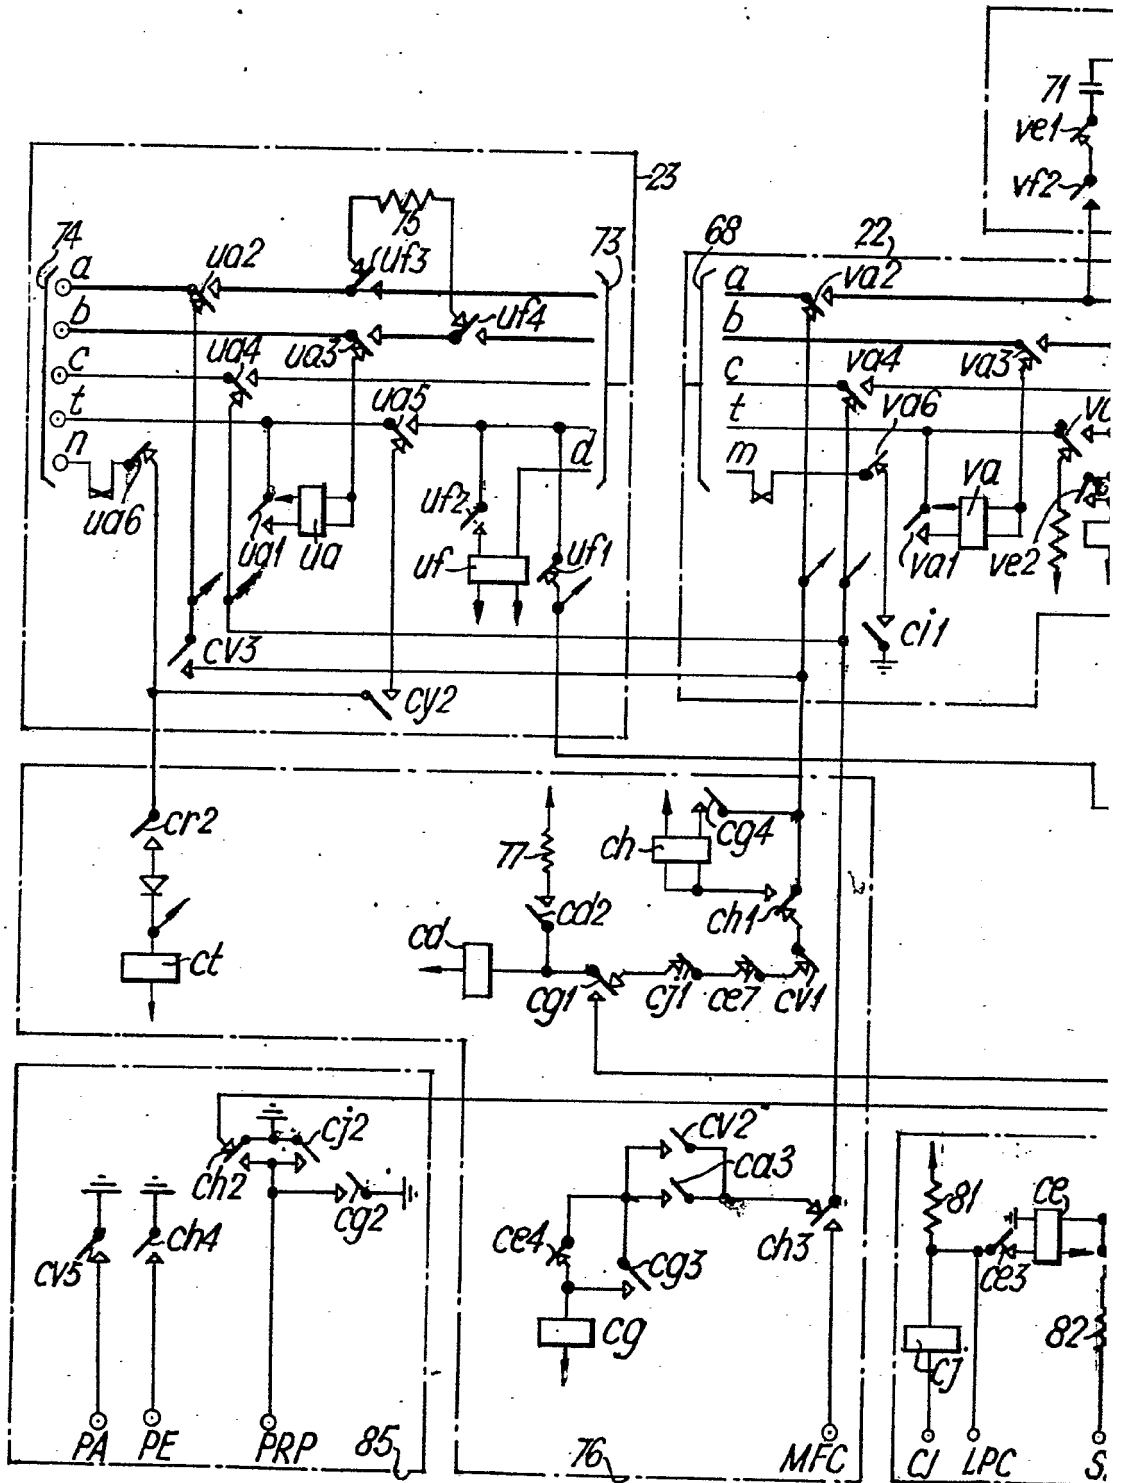 71
ve1
vf2
23
22
74
a
ua2
75
uf3
73
68
a
va2
b
ua4
ua3
uf4
b
c
ua5
c
va4
va3
t
d
t
va6
n
m
ua6
ua1
ua
uf2
uf
uf1
va
va1
ve2
cv3
cy2
ci1
cr2
77
ch
cg4
cd2
cd
ch1
ct
cg1
cj1
ce7
cv1
cj2
cv2
ca3
ch2
cg2
81
ce
cv5
ch4
ce4
cg3
ch3
ce3
cg
cj
82
PA
PE
PRP
85
76
MFC
CJ
LPC